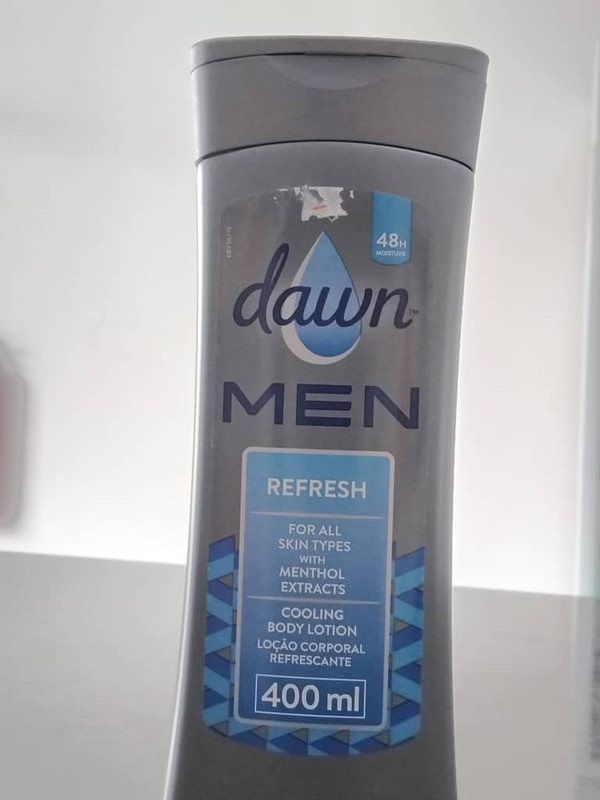 48H
MOISTURE
dawn™
MEN
REFRESH
FOR ALL
SKIN TYPES
WITH
MENTHOL
EXTRACTS
COOLING
BODY LOTION
LOÇÃO CORPORAL
REFRESCANTE
400 ml